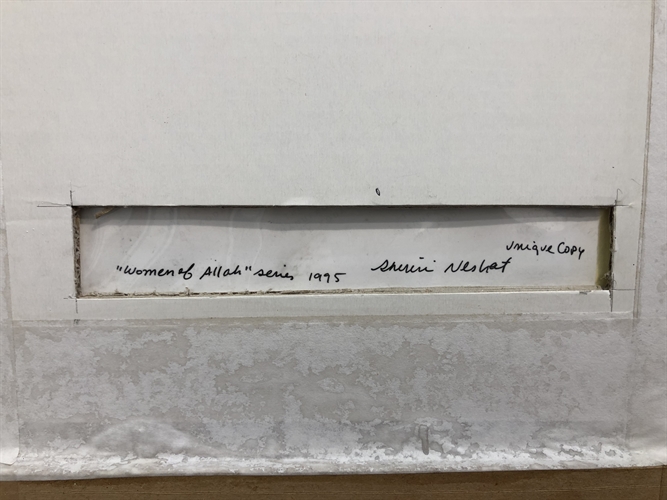 "Women of Allah" series 1995 Shirin Neshat
Unique Copy